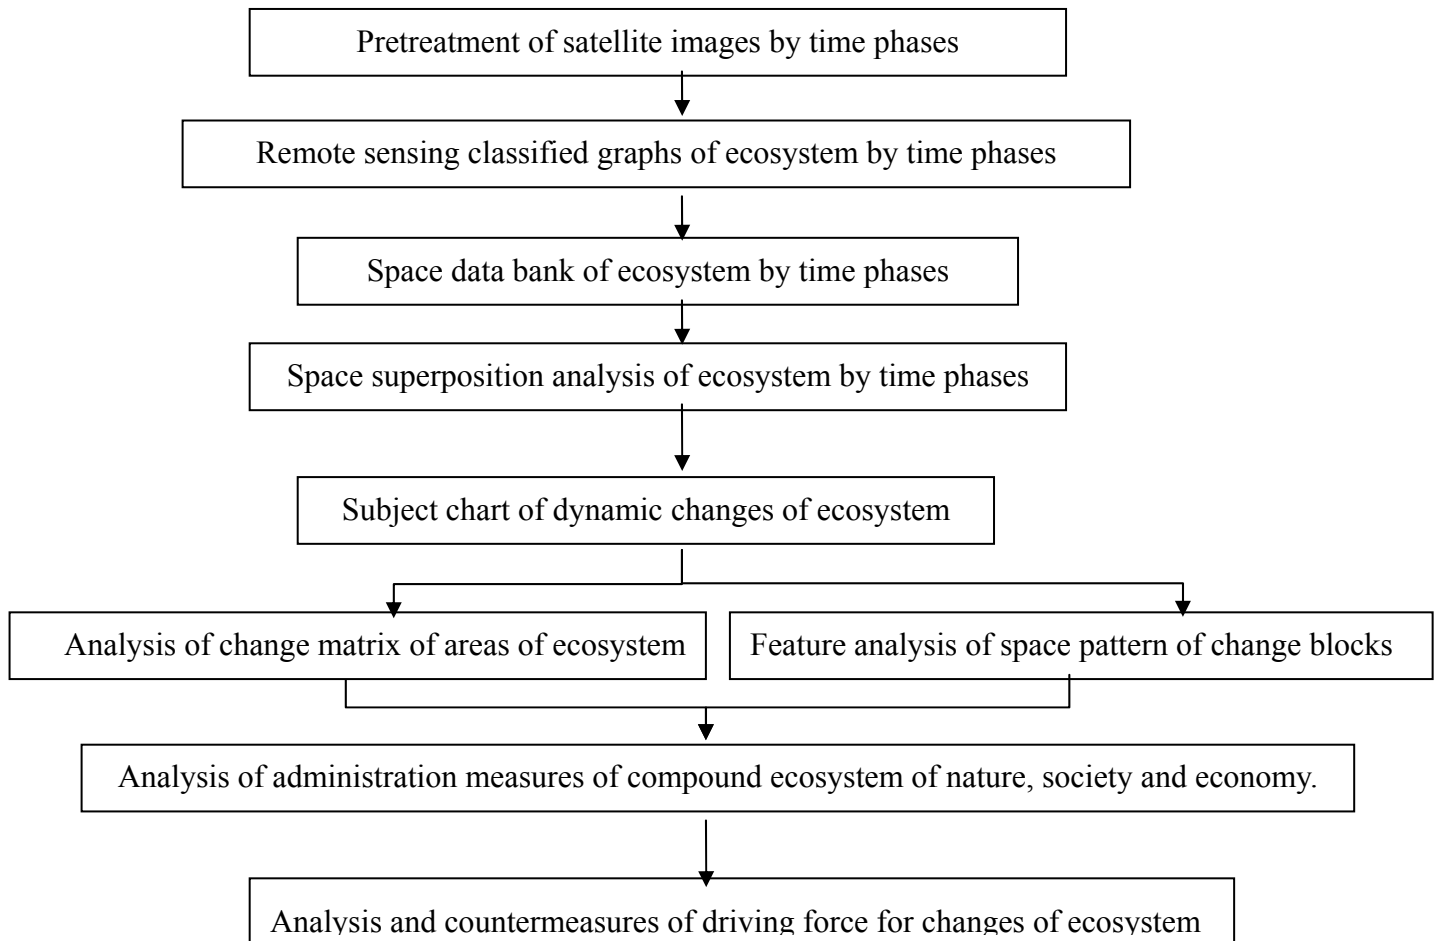 Pretreatment of satellite images by time phases
Remote sensing classified graphs of ecosystem by time phases
Space data bank of ecosystem by time phases
Space superposition analysis of ecosystem by time phases
Subject chart of dynamic changes of ecosystem
Analysis of change matrix of areas of ecosystem
Feature analysis of space pattern of change blocks
Analysis of administration measures of compound ecosystem of nature, society and economy.
Analysis and countermeasures of driving force for changes of ecosystem